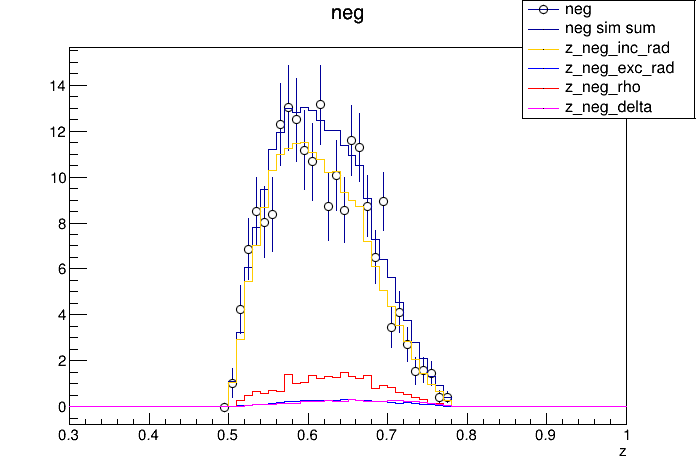 neg
neg
neg sim sum
z_neg_inc_rad
z_neg_exc_rad
z_neg_rho
z_neg_delta
14
12
10
8
6
4
2
0
0.3 0.4 0.5 0.6 0.7 0.8 0.9 1
z